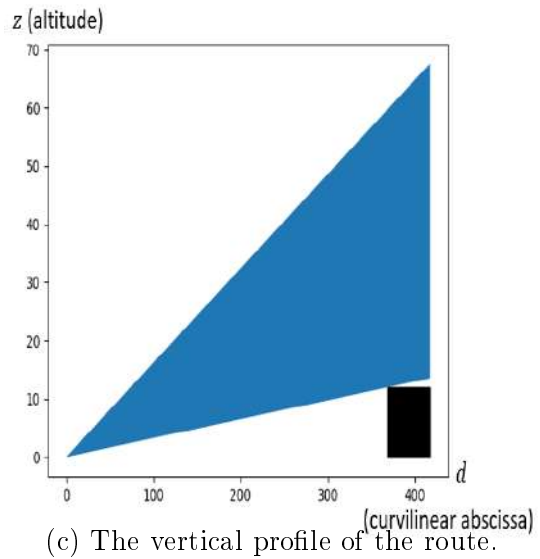 z (altitude)
70
60
50
40
30
20
10
0
0 100 200 300 400
d
(curvilinear abscissa)
(c) The vertical profile of the route.